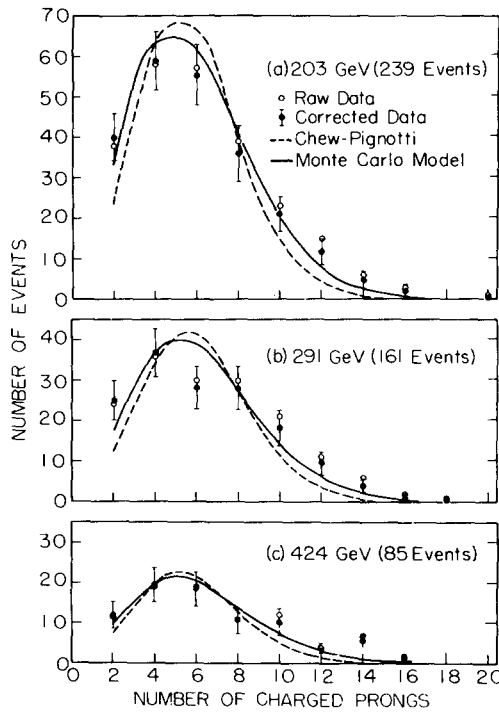 70
60
50
40
30
20
10
0
(a) 203 GeV (239 Events)
Raw Data
Corrected Data
Chew-Pignotti
Monte Carlo Model
NUMBER OF EVENTS
40
30
20
10
0
(b) 291 GeV (161 Events)
30
20
10
0
(c) 424 GeV (85 Events)
0 2 4 6 8 10 12 14 16 18 20
NUMBER OF CHARGED PRONGS